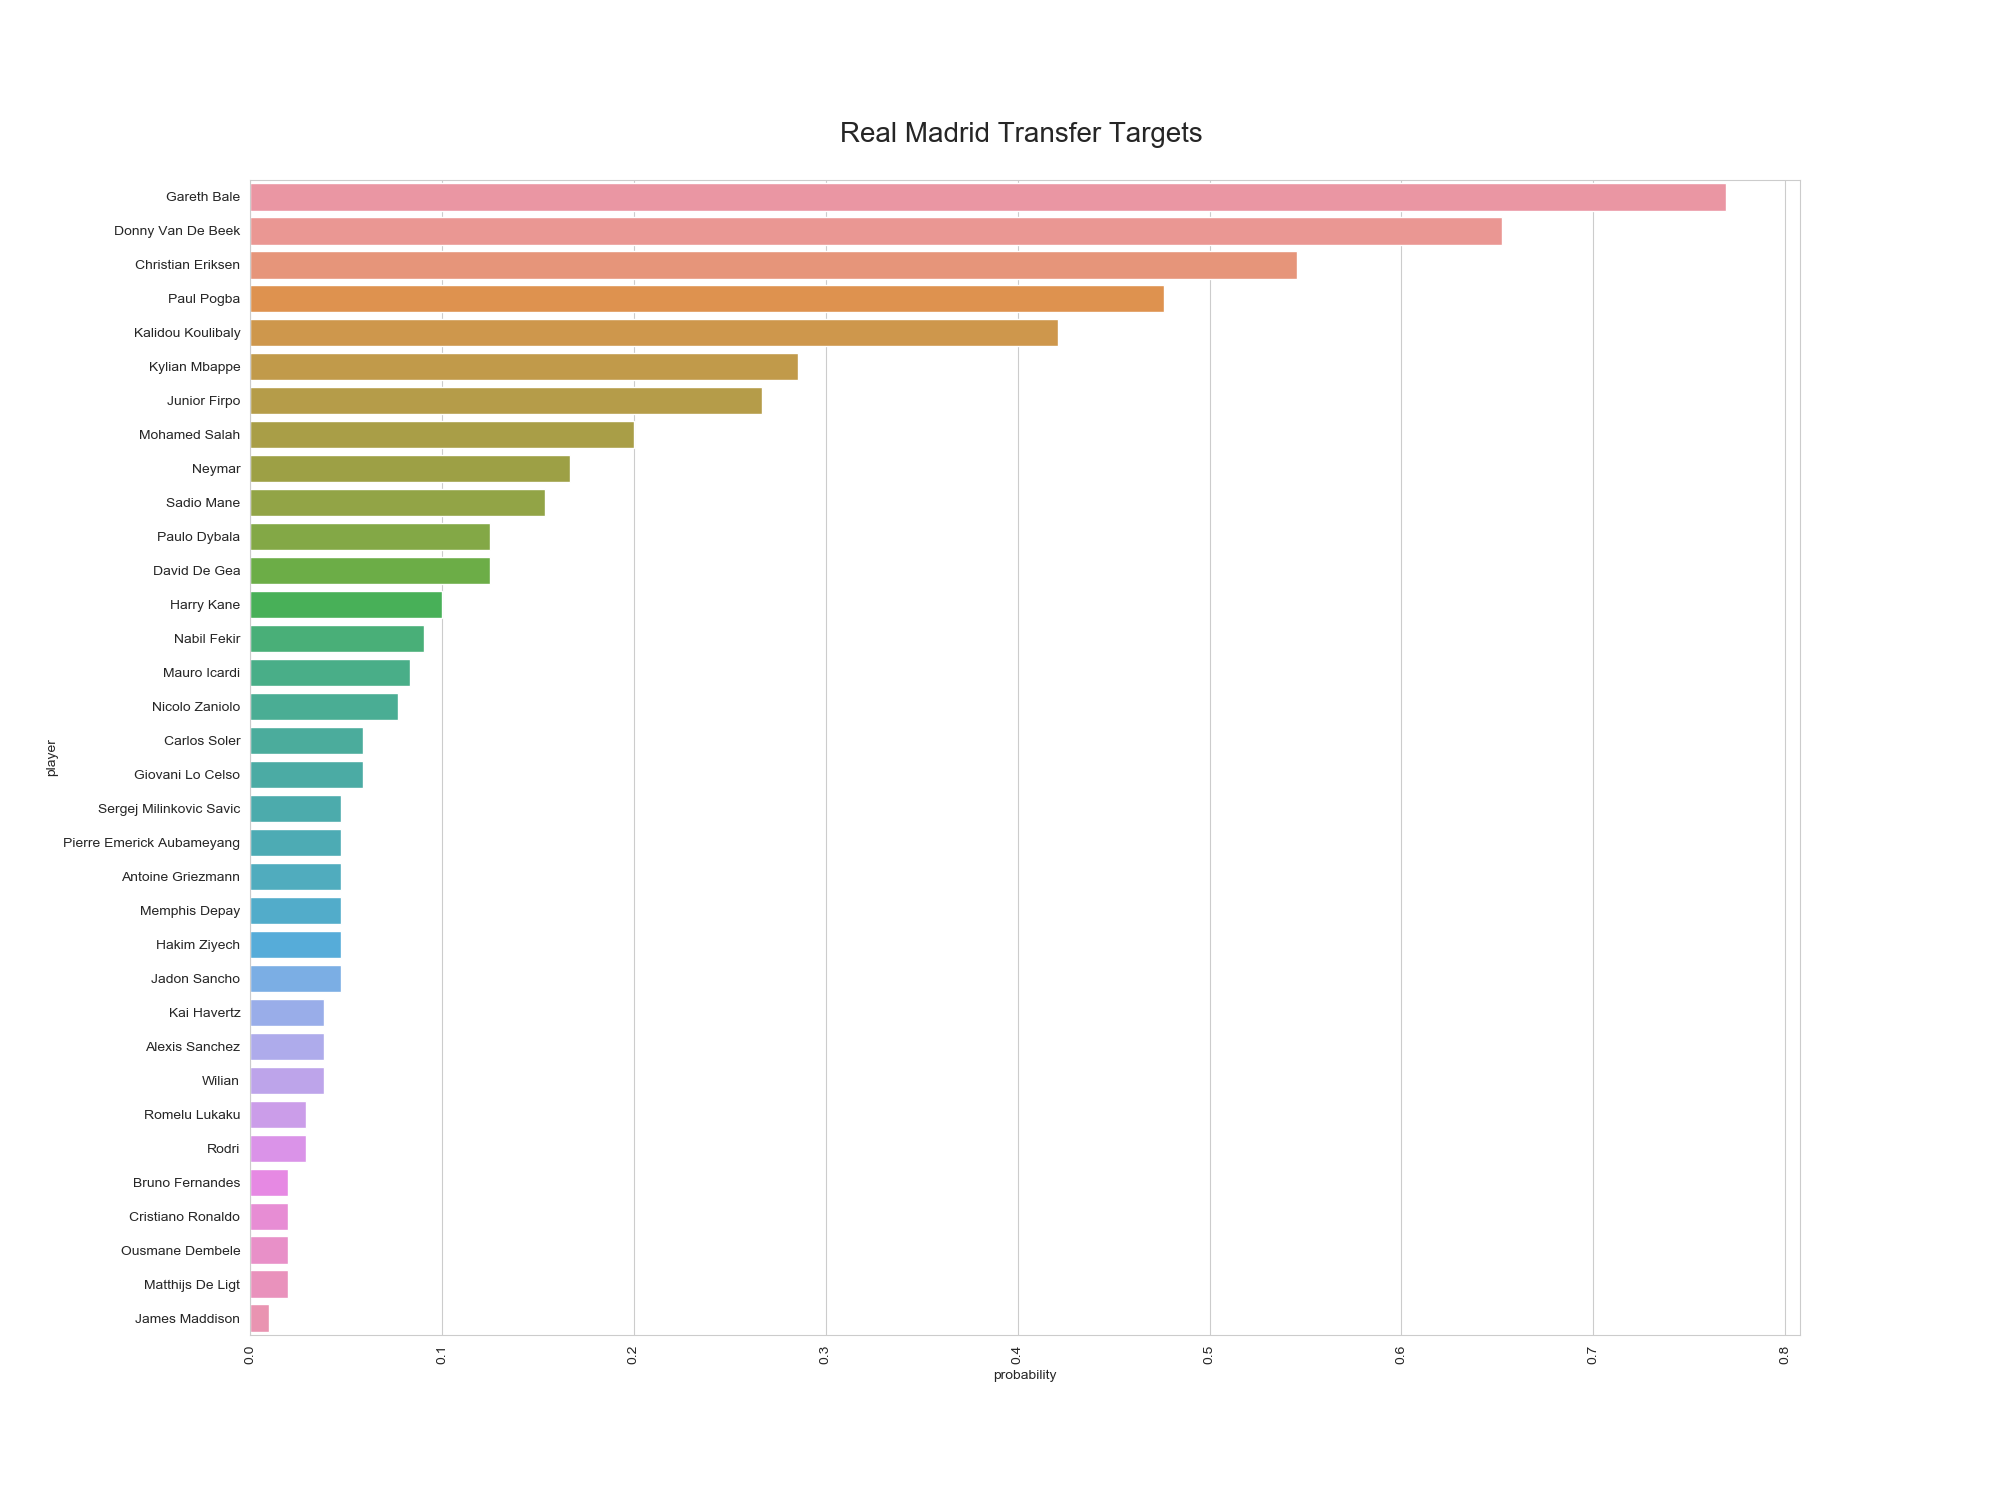 Real Madrid Transfer Targets
Gareth Bale
Donny Van De Beek
Christian Eriksen
Paul Pogba
Kalidou Koulibaly
Kylian Mbappe
Junior Firpo
Mohamed Salah
Neymar
Sadio Mane
Paulo Dybala
David De Gea
Harry Kane
Nabil Fekir
Mauro Icardi
Nicolo Zaniolo
Carlos Soler
Giovani Lo Celso
Sergej Milinkovic Savic
Pierre Emerick Aubameyang
Antoine Griezmann
Memphis Depay
Hakim Ziyech
Jadon Sancho
Kai Havertz
Alexis Sanchez
Wilian
Romelu Lukaku
Rodri
Bruno Fernandes
Cristiano Ronaldo
Ousmane Dembele
Matthijs De Ligt
James Maddison
player
0.0 0.1 0.2 0.3 0.4 0.5 0.6 0.7 0.8
probability